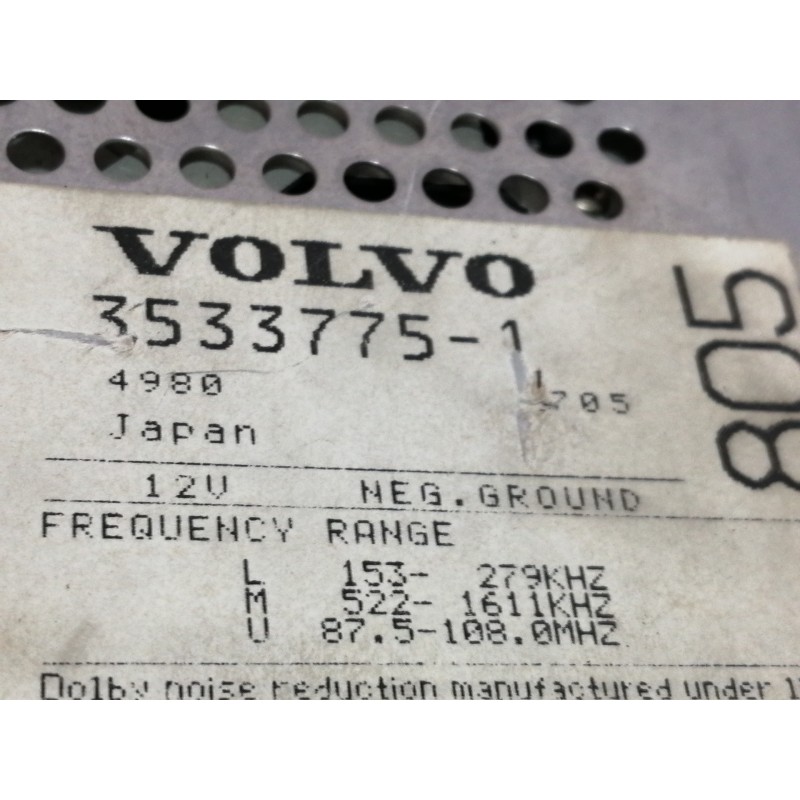 VOLVO
3533775-1
805
4980 1705
Japan
12V NEG.GROUND
FREQUENCY RANGE
L 153- 279KHZ
M 522- 1611KHZ
U 87.5-108.0MHZ
Dolby noise reduction manufactured under